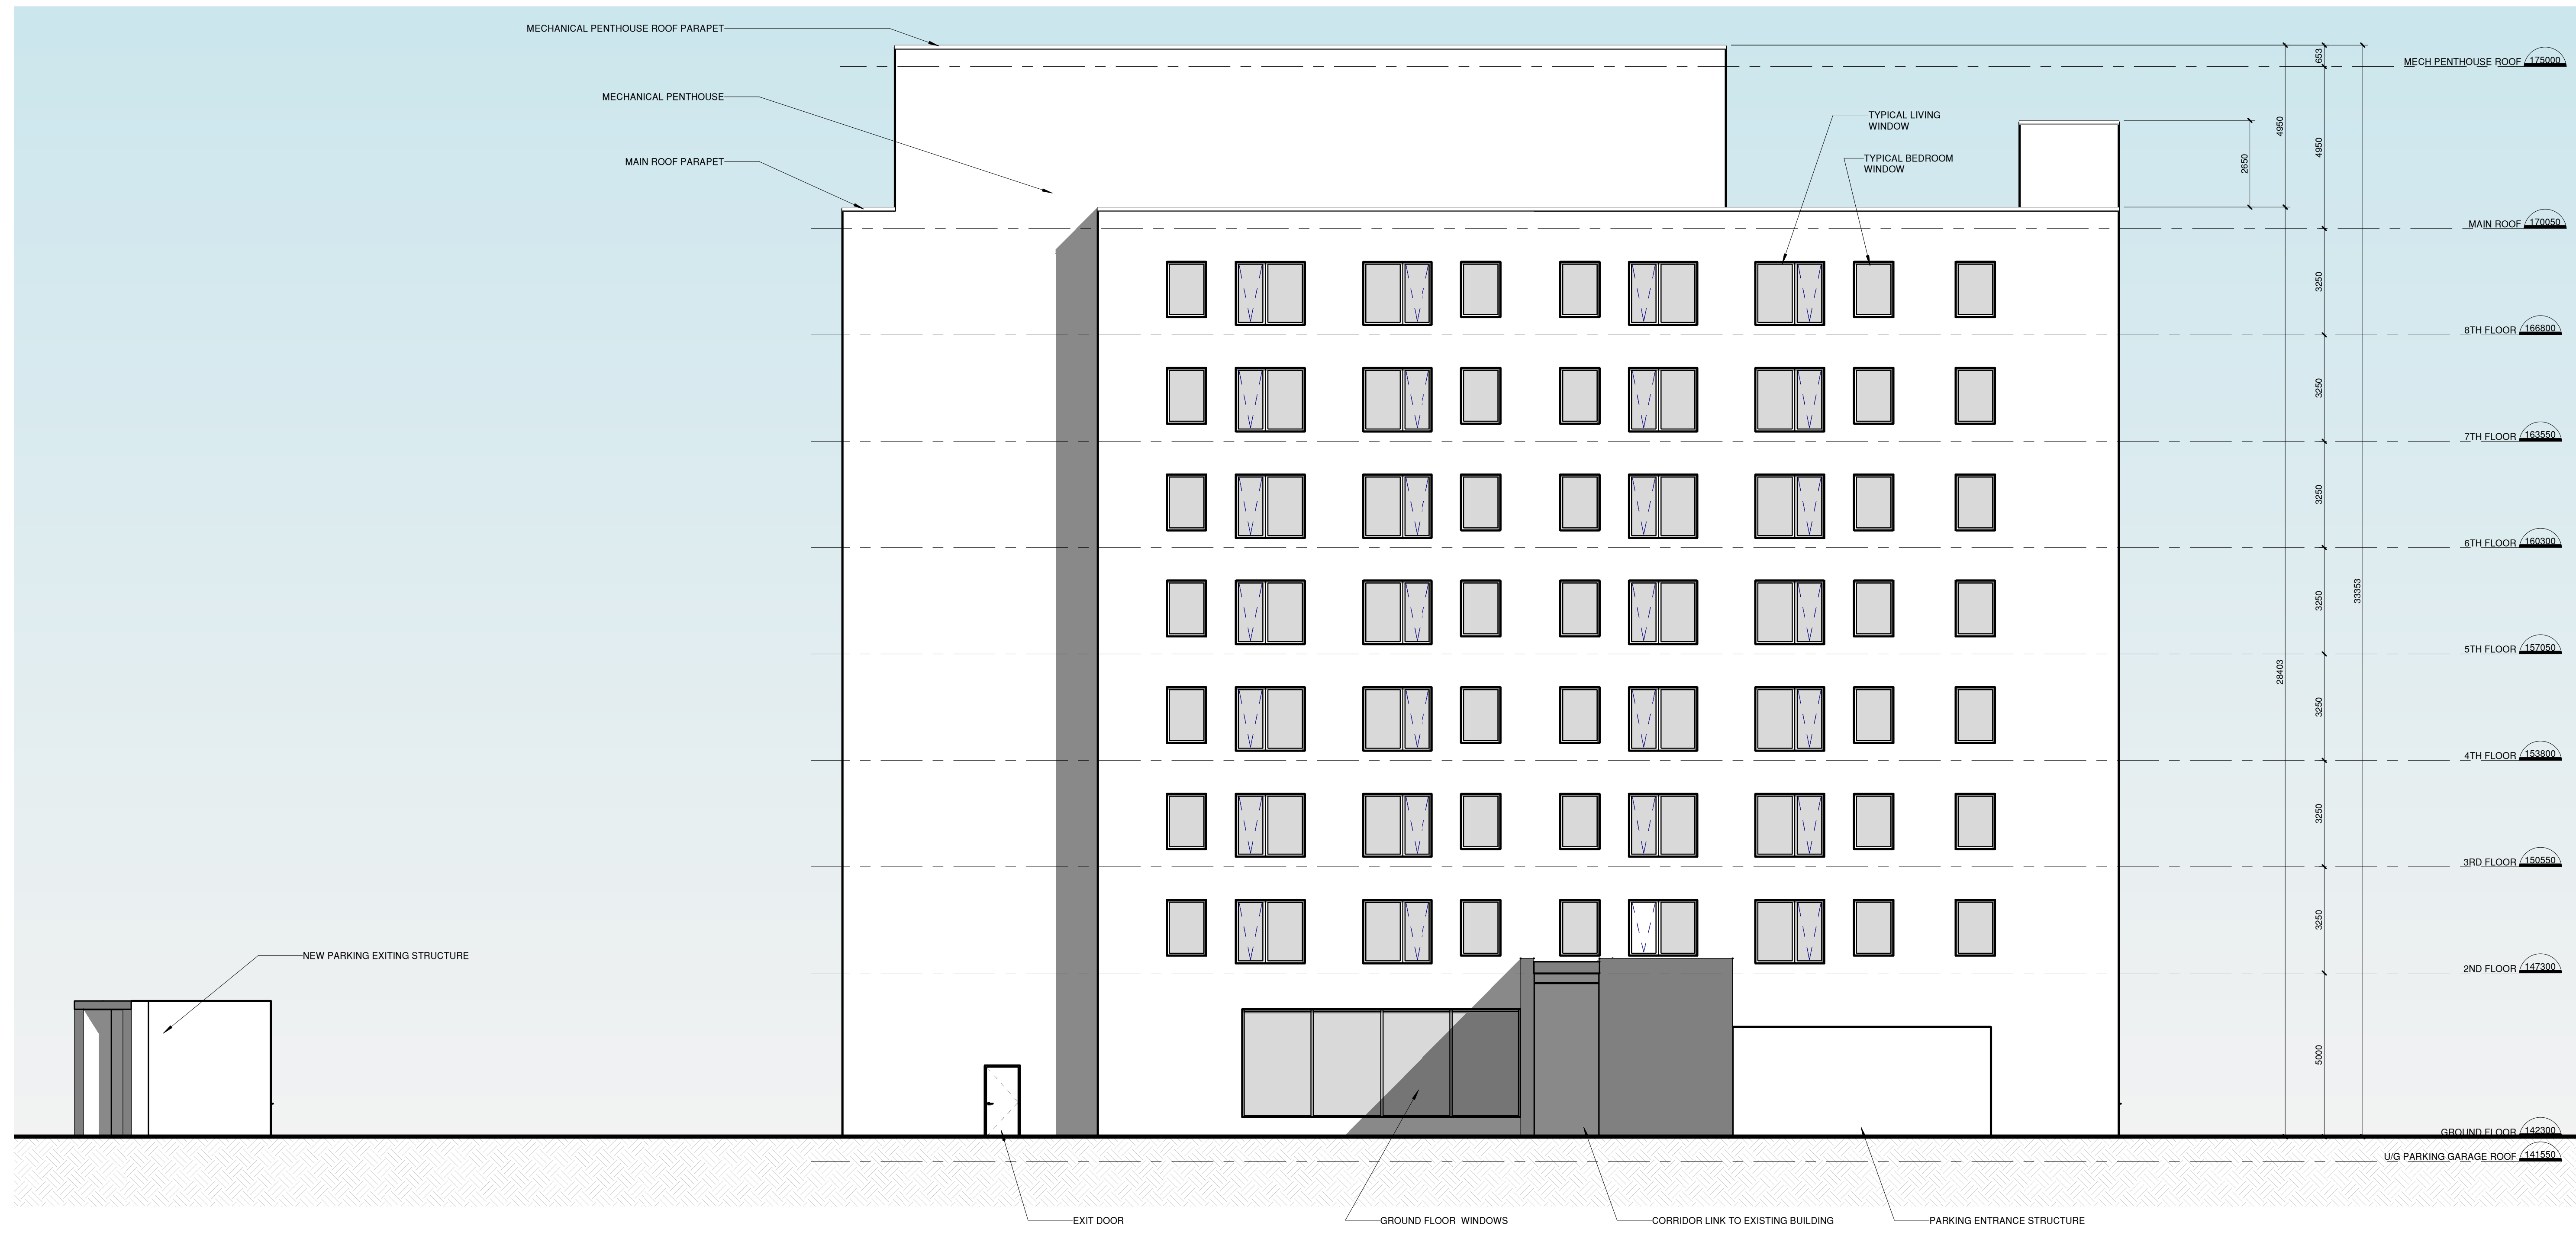 MECHANICAL PENTHOUSE ROOF PARAPET
MECH PENTHOUSE ROOF 175000
653
MECHANICAL PENTHOUSE
TYPICAL LIVING
WINDOW
4950
4950
MAIN ROOF PARAPET
TYPICAL BEDROOM
WINDOW
2650
MAIN ROOF 170050
3250
8TH FLOOR 166800
3250
7TH FLOOR 163550
3250
6TH FLOOR 160300
3250
33353
5TH FLOOR 157050
28403
3250
4TH FLOOR 153800
3250
3RD FLOOR 150550
3250
NEW PARKING EXITING STRUCTURE
2ND FLOOR 147300
5000
GROUND FLOOR 142300
U/G PARKING GARAGE ROOF 141550
EXIT DOOR
GROUND FLOOR WINDOWS
CORRIDOR LINK TO EXISTING BUILDING
PARKING ENTRANCE STRUCTURE